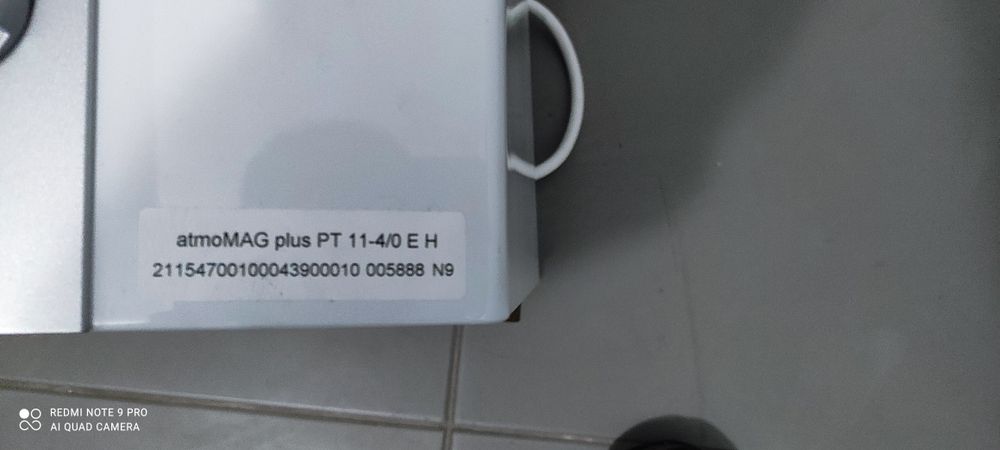 atmoMAG plus PT 11-4/0 E H
21154700100043900010 005888 N9
REDMI NOTE 9 PRO
AI QUAD CAMERA